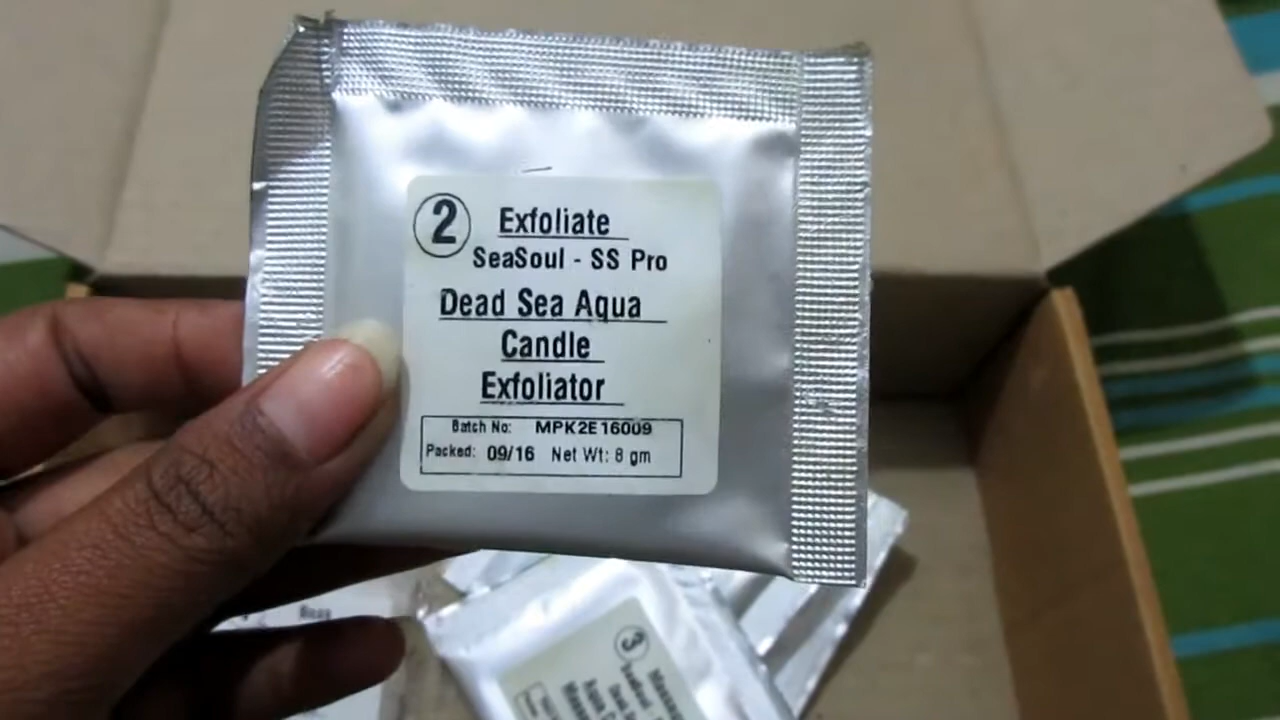 2 Exfoliate
SeaSoul - SS Pro
Dead Sea Aqua
Candle
Exfoliator
Batch No: MPK2E16009
Packed: 09/16 Net Wt: 8 gm
3